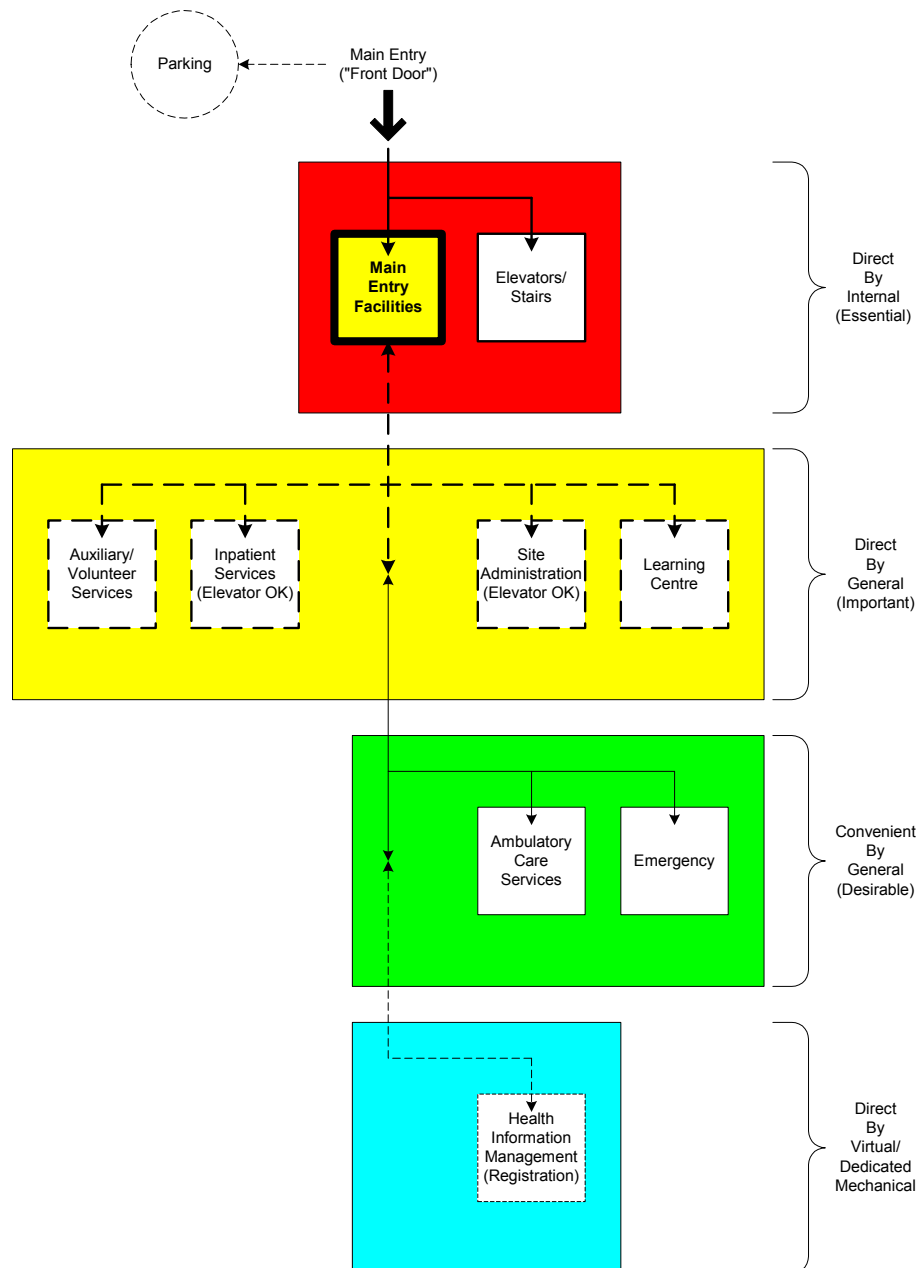 Parking
Main Entry
("Front Door")
Main
Entry
Facilities
Elevators/
Stairs
Direct
By
Internal
(Essential)
Auxiliary/
Volunteer
Services
Inpatient
Services
(Elevator OK)
Site
Administration
(Elevator OK)
Learning
Centre
Direct
By
General
(Important)
Ambulatory
Care
Services
Emergency
Convenient
By
General
(Desirable)
Health
Information
Management
(Registration)
Direct
By
Virtual/
Dedicated
Mechanical